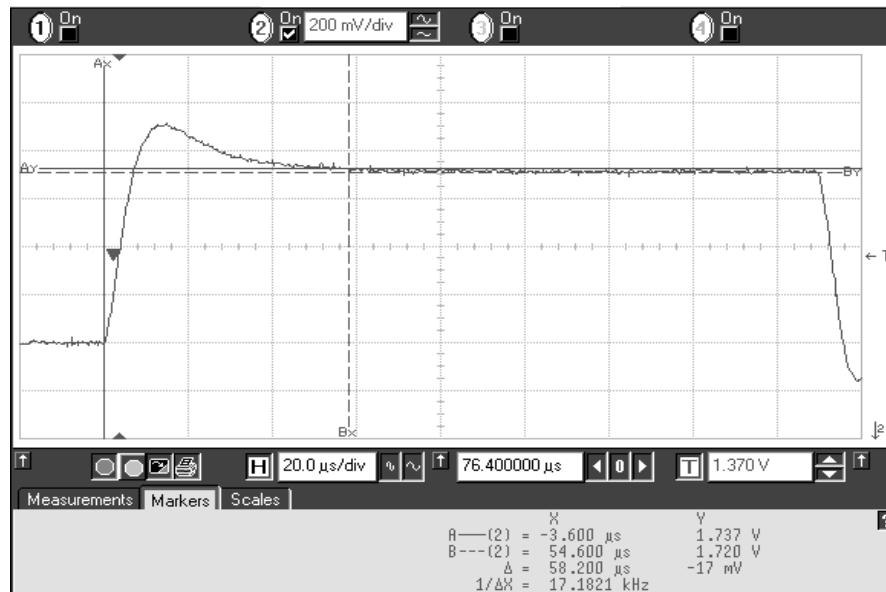 1 On 2 On 200 mV/div 3 On 4 On
Ax
Ay By
← T
Bx
2
H 20.0 µs/div 76.400000 µs 0 T 1.370 V
Measurements Markers Scales
?
X Y
A——(2) = -3.600 µs 1.737 V
B---(2) = 54.600 µs 1.720 V
Δ = 58.200 µs -17 mV
1/ΔX = 17.1821 kHz